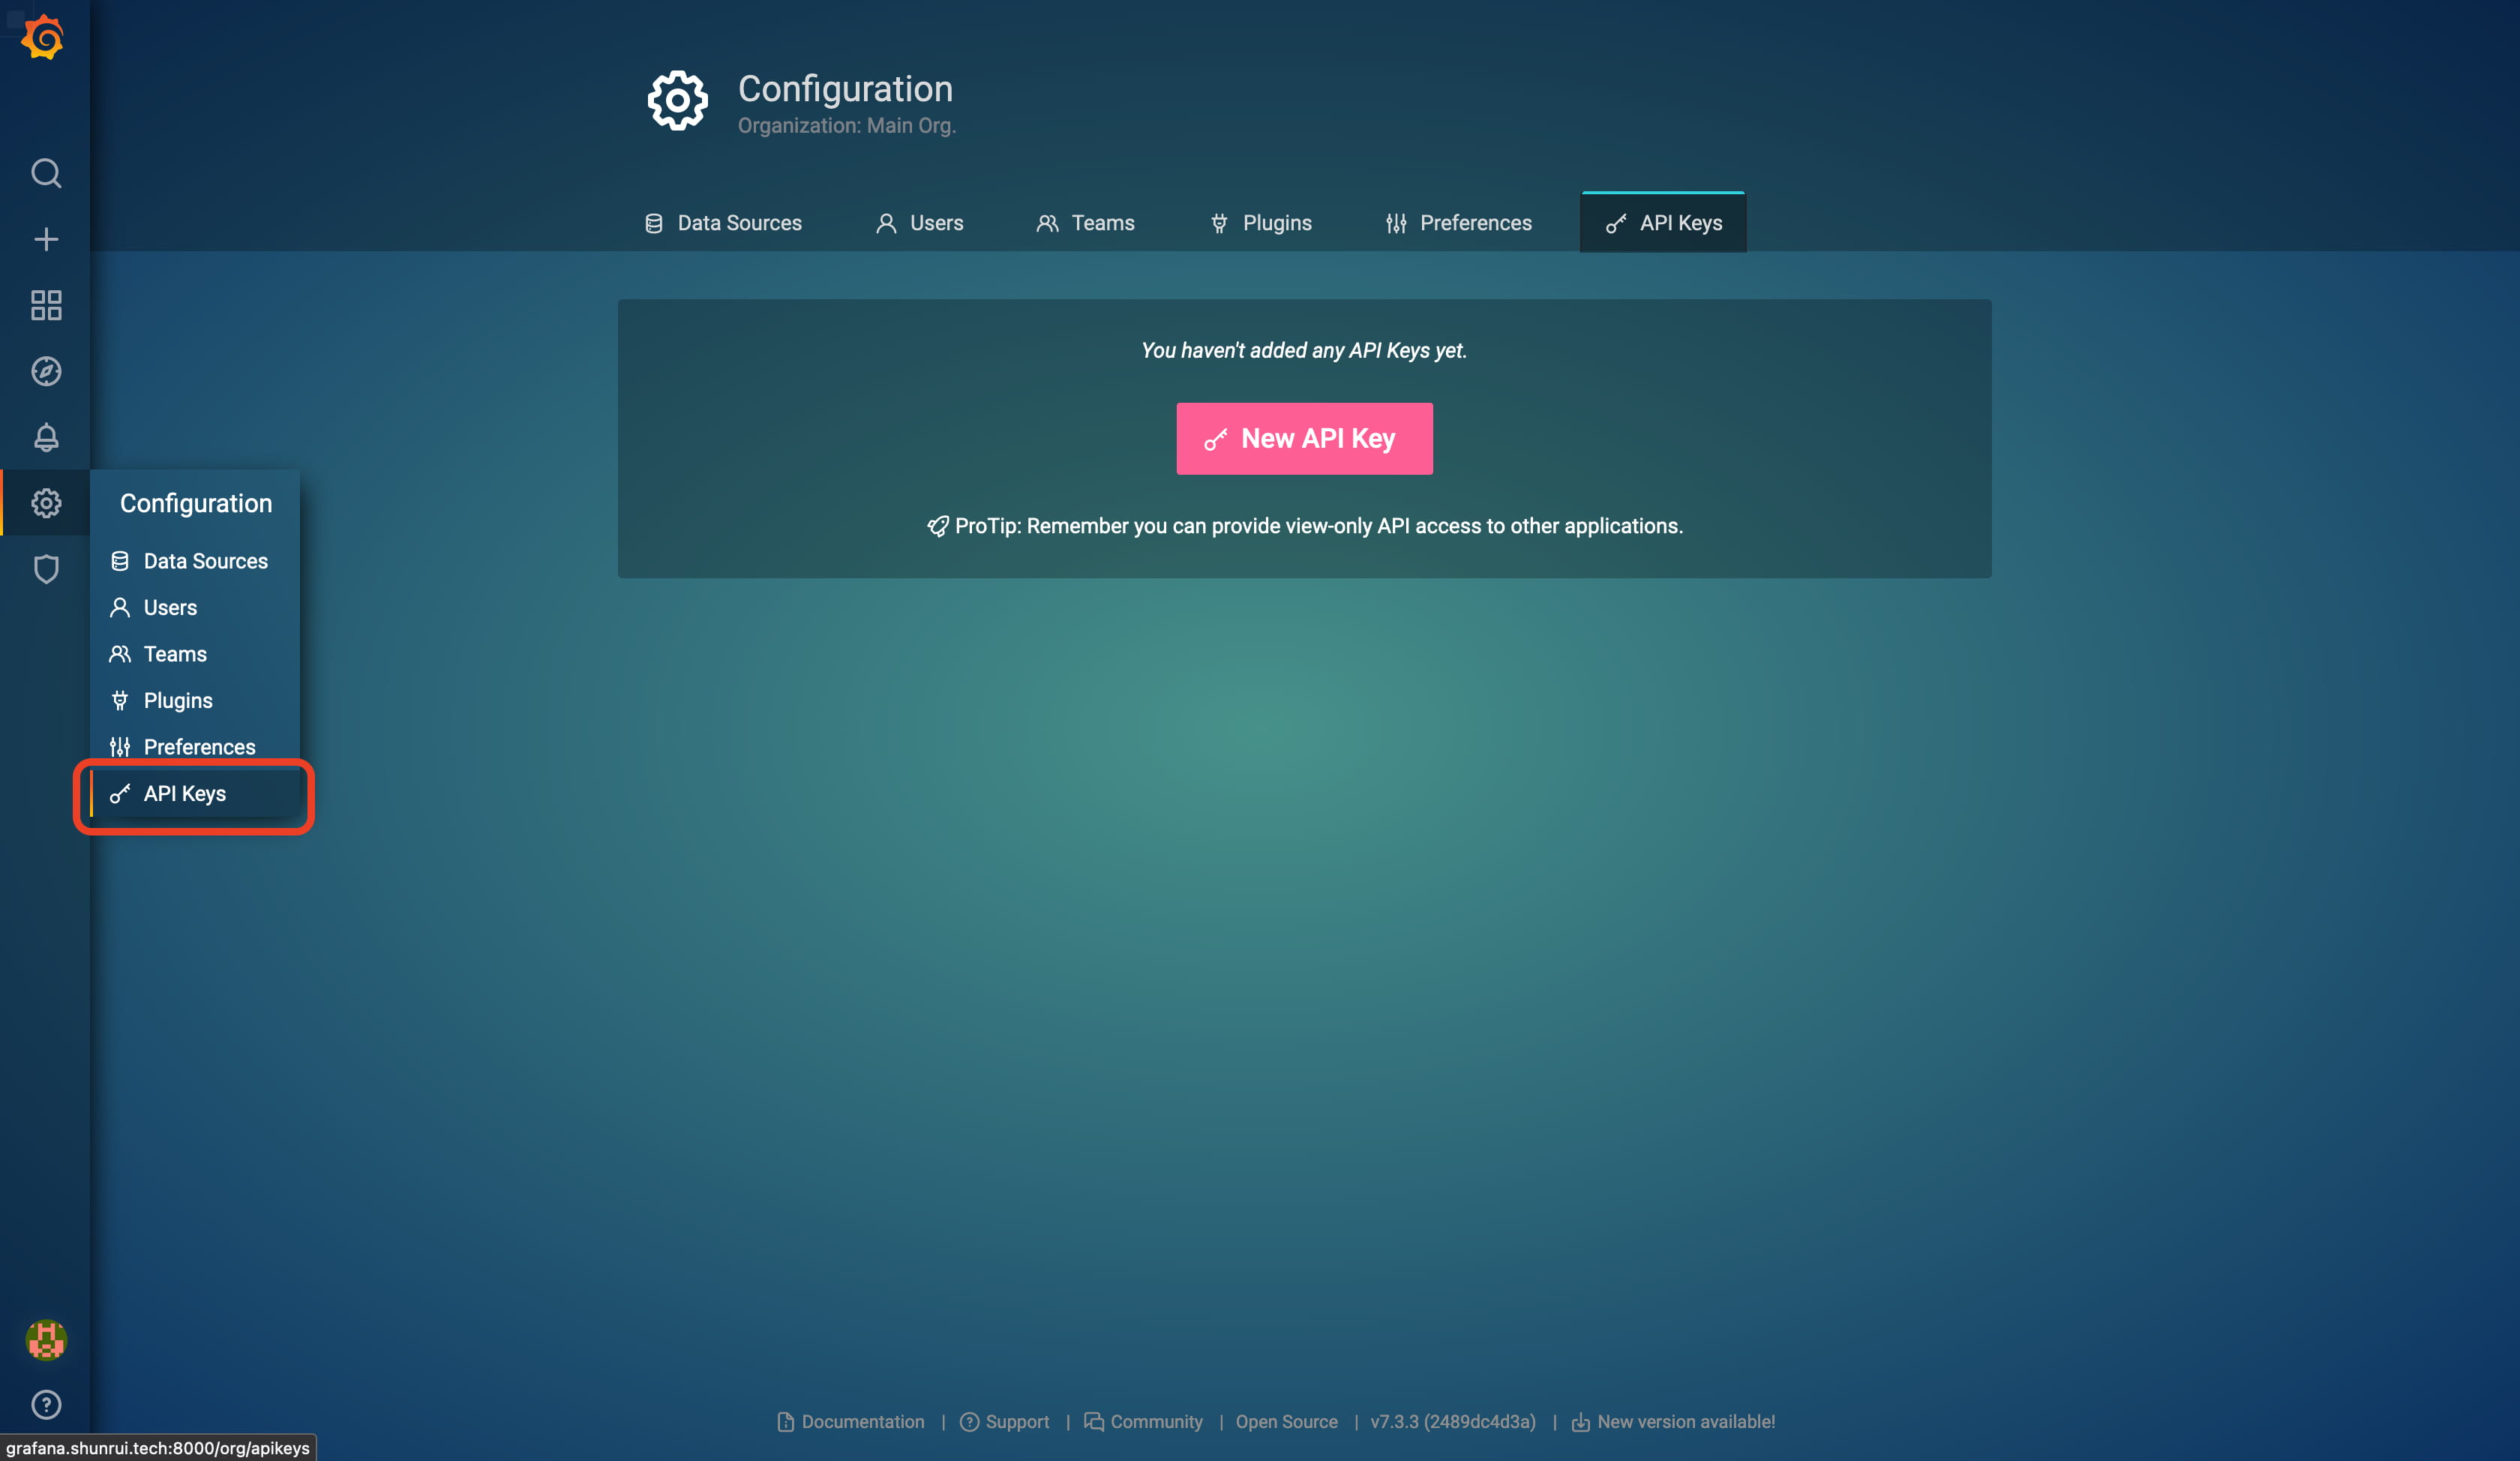 Configuration
Organization: Main Org.
Data Sources
Users
Teams
Plugins
Preferences
API Keys
You haven't added any API Keys yet.
New API Key
ProTip: Remember you can provide view-only API access to other applications.
Configuration
Data Sources
Users
Teams
Plugins
Preferences
API Keys
Documentation | Support | Community | Open Source | v7.3.3 (2489dc4d3a) | New version available!
grafana.shunrui.tech:8000/org/apikeys